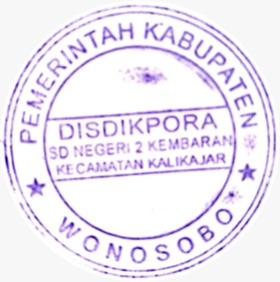 PEMERINTAH KABUPATEN
DISDIKPORA
SD NEGERI 2 KEMBARAN
KECAMATAN KALIKAJAR
WONOSOBO